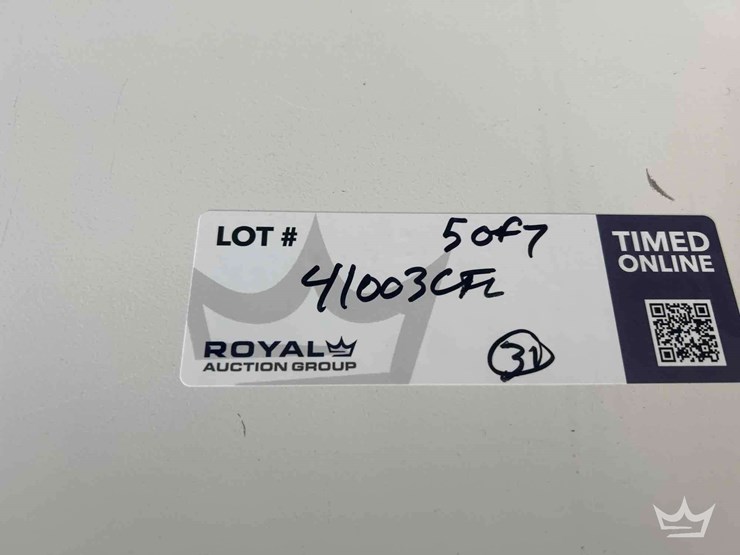 LOT # 5 of 7
41003CFL
ROYAL
AUCTION GROUP
31
TIMED
ONLINE